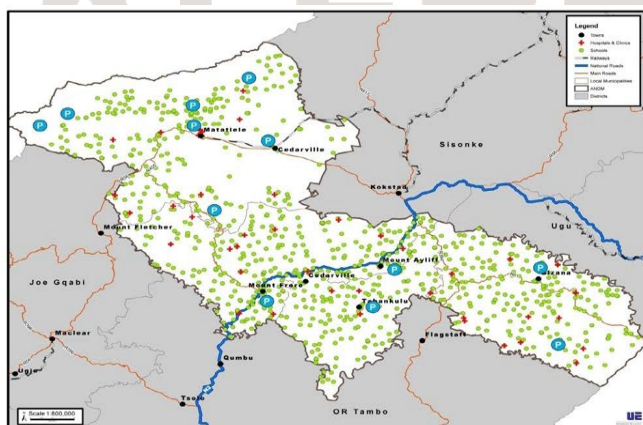 Legend
Towns
Hospitals & Clinics
Schools
Railways
National Roads
Main Roads
Local Municipalities
ANDM
Districts
P
P
P
P
P
P
Matatiele
Cedarville
Sisonke
Kokstad
P
Ugu
Mount Fletcher
Mount Ayliff
P
P
Joe Gqabi
Cedarville
Mount Frere
P
P
Maclear
Flagstaff
P
Qumbu
Ugie
Tsolo
OR Tambo
Scale 1:800,000
UE